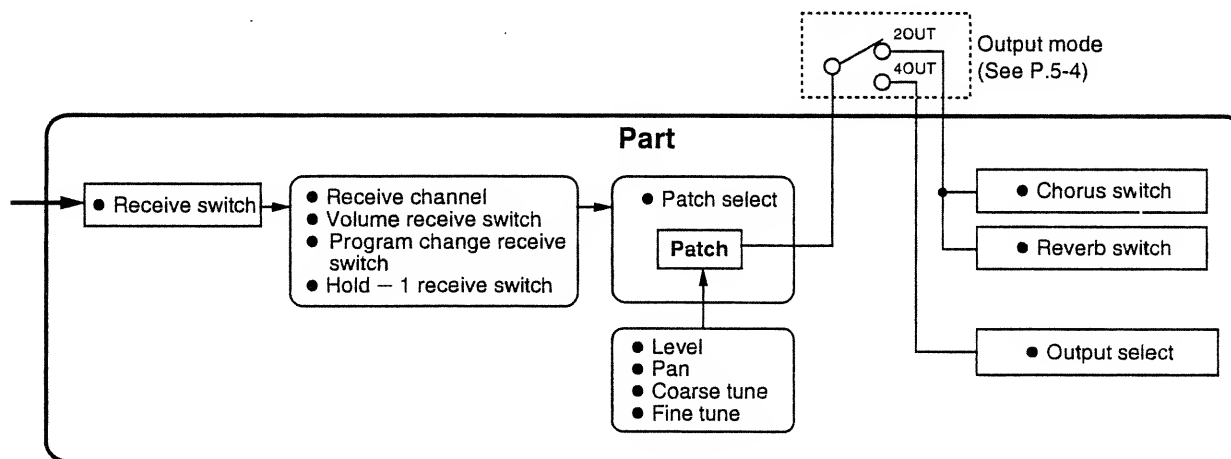 2OUT
4OUT
Output mode
(See P.5-4)
Part
● Receive switch
● Receive channel
● Volume receive switch
● Program change receive
switch
● Hold – 1 receive switch
● Patch select
Patch
● Level
● Pan
● Coarse tune
● Fine tune
● Chorus switch
● Reverb switch
● Output select